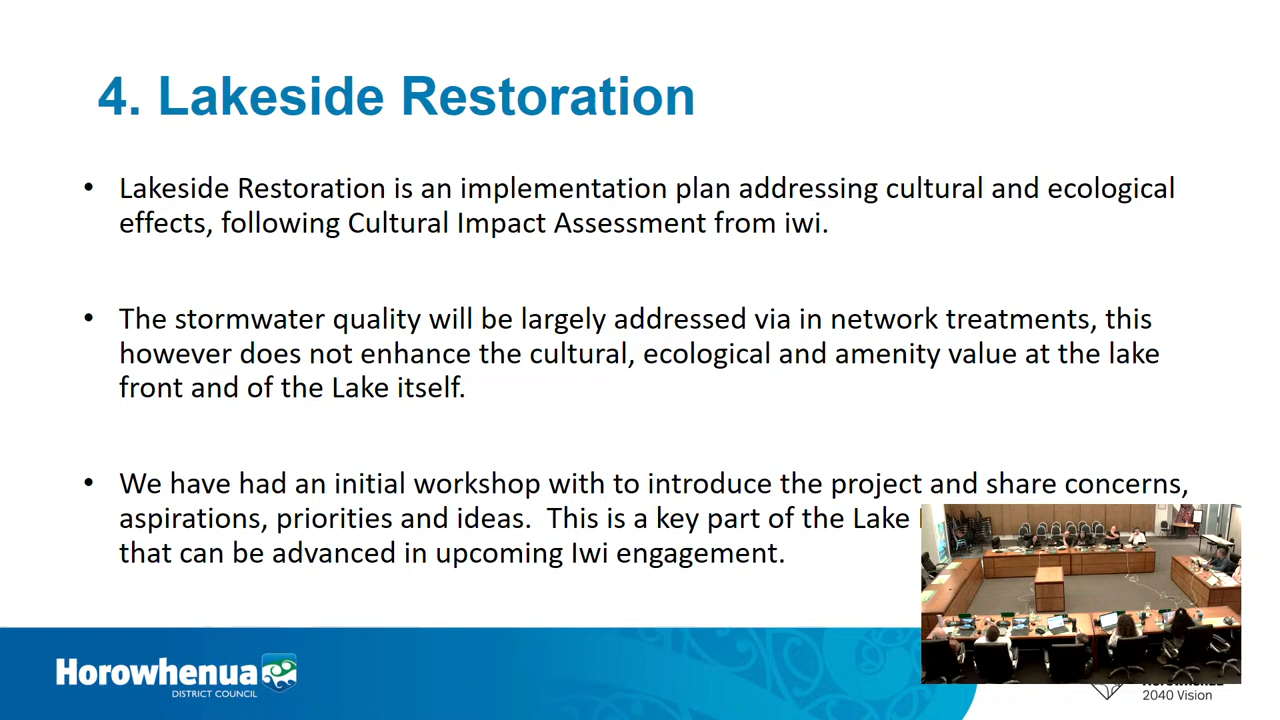 4. Lakeside Restoration
• Lakeside Restoration is an implementation plan addressing cultural and ecological
effects, following Cultural Impact Assessment from iwi.
• The stormwater quality will be largely addressed via in network treatments, this
however does not enhance the cultural, ecological and amenity value at the lake
front and of the Lake itself.
• We have had an initial workshop with to introduce the project and share concerns,
aspirations, priorities and ideas. This is a key part of the Lake
that can be advanced in upcoming Iwi engagement.
Horowhenua
DISTRICT COUNCIL
2040 Vision